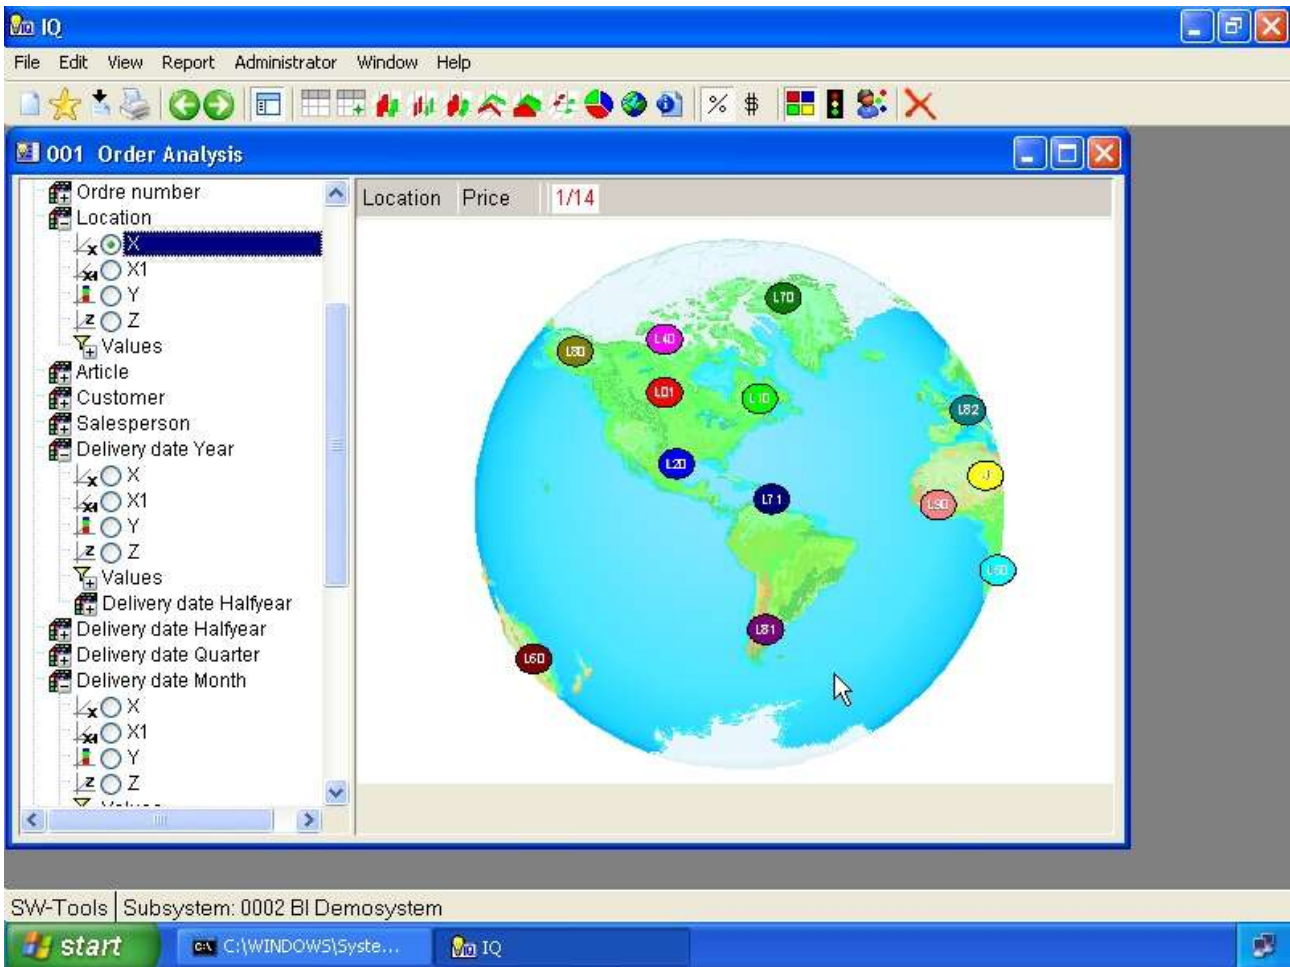 IQ
File Edit View Report Administrator Window Help
% $
001 Order Analysis
Ordre number
Location
X
X1
Y
Z
Values
Article
Customer
Salesperson
Delivery date Year
X
X1
Y
Z
Values
Delivery date Halfyear
Delivery date Halfyear
Delivery date Quarter
Delivery date Month
X
X1
Y
Z
Values
Location Price 1/14
L70
L40
L80
L01
L10
L82
L20
L71
L90
L81
L60
SW-Tools Subsystem: 0002 BI Demosystem
start C:\WINDOWS\Syste... IQ